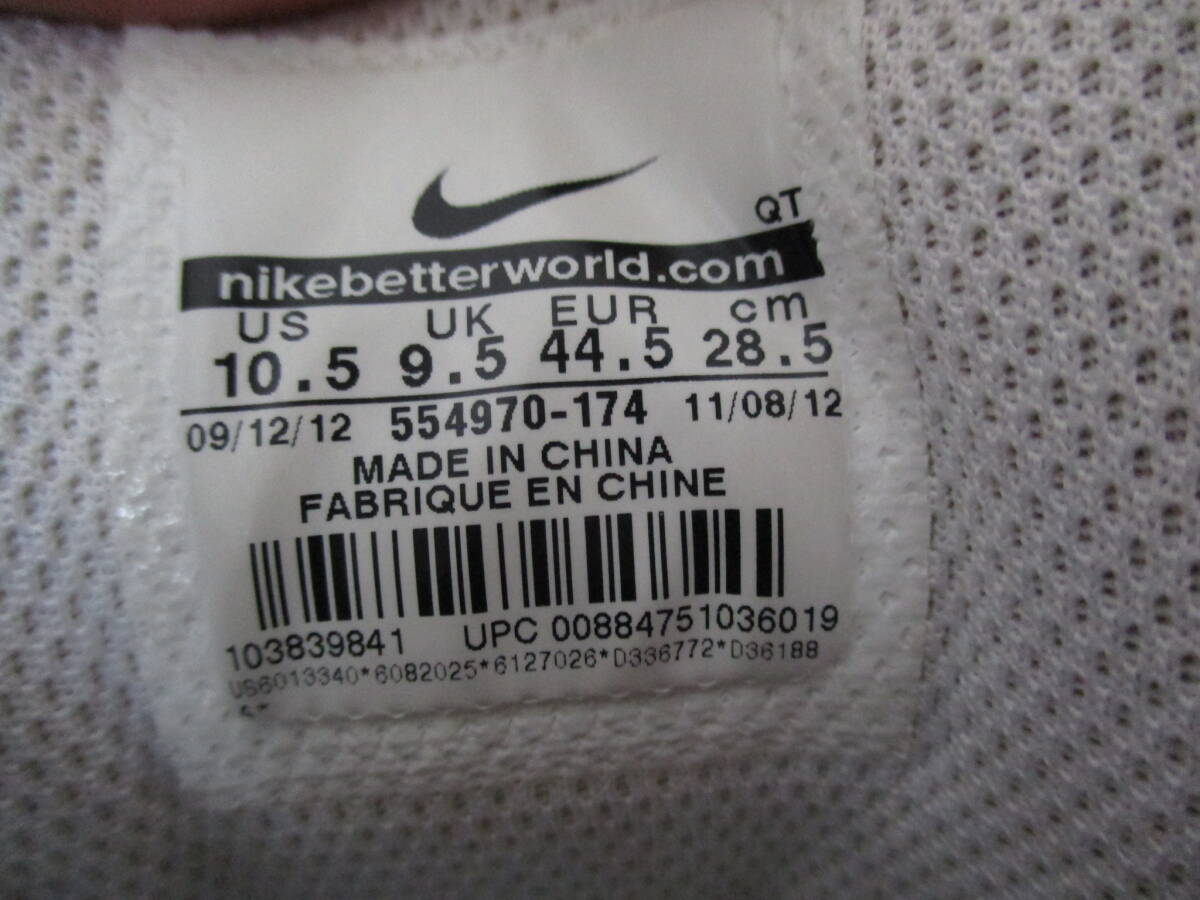 QT
nikebetterworld.com
US UK EUR cm
10.5 9.5 44.5 28.5
09/12/12 554970-174 11/08/12
MADE IN CHINA
FABRIQUE EN CHINE
103839841 UPC 00884751036019
US6013340*6082025*6127026*D336772*D36188